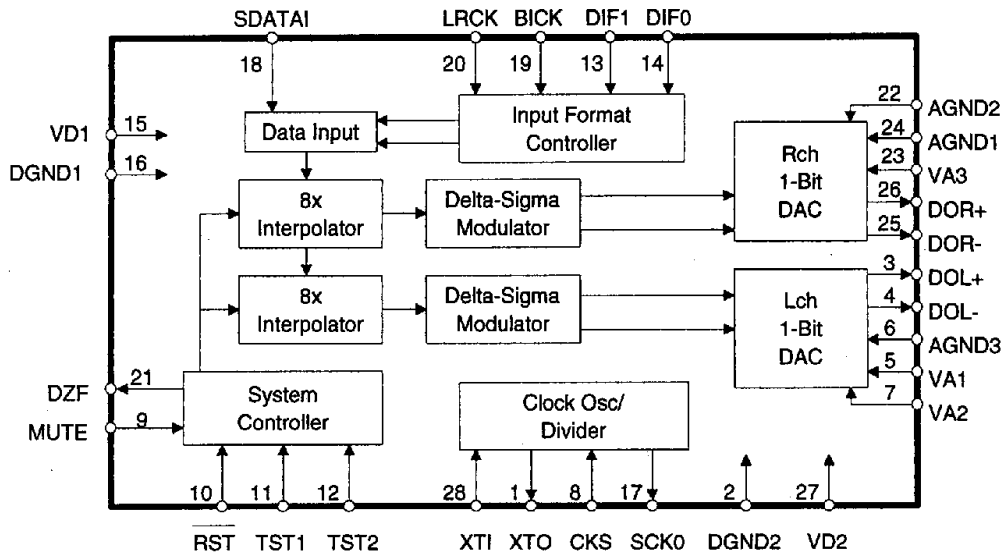 SDATAI LRCK BICK DIF1 DIF0
18 20 19 13 14
22 AGND2
VD1 15
Data Input
Input Format
Controller
24 AGND1
DGND1 16
Rch
1-Bit
DAC
23 VA3
26 DOR+
25 DOR-
8x
Interpolator
Delta-Sigma
Modulator
3 DOL+
8x
Interpolator
Delta-Sigma
Modulator
Lch
1-Bit
DAC
4 DOL-
6 AGND3
5 VA1
7 VA2
DZF 21
MUTE 9
System
Controller
Clock Osc/
Divider
10 11 12 28 1 8 17 2 27
RST TST1 TST2 XTI XTO CKS SCK0 DGND2 VD2